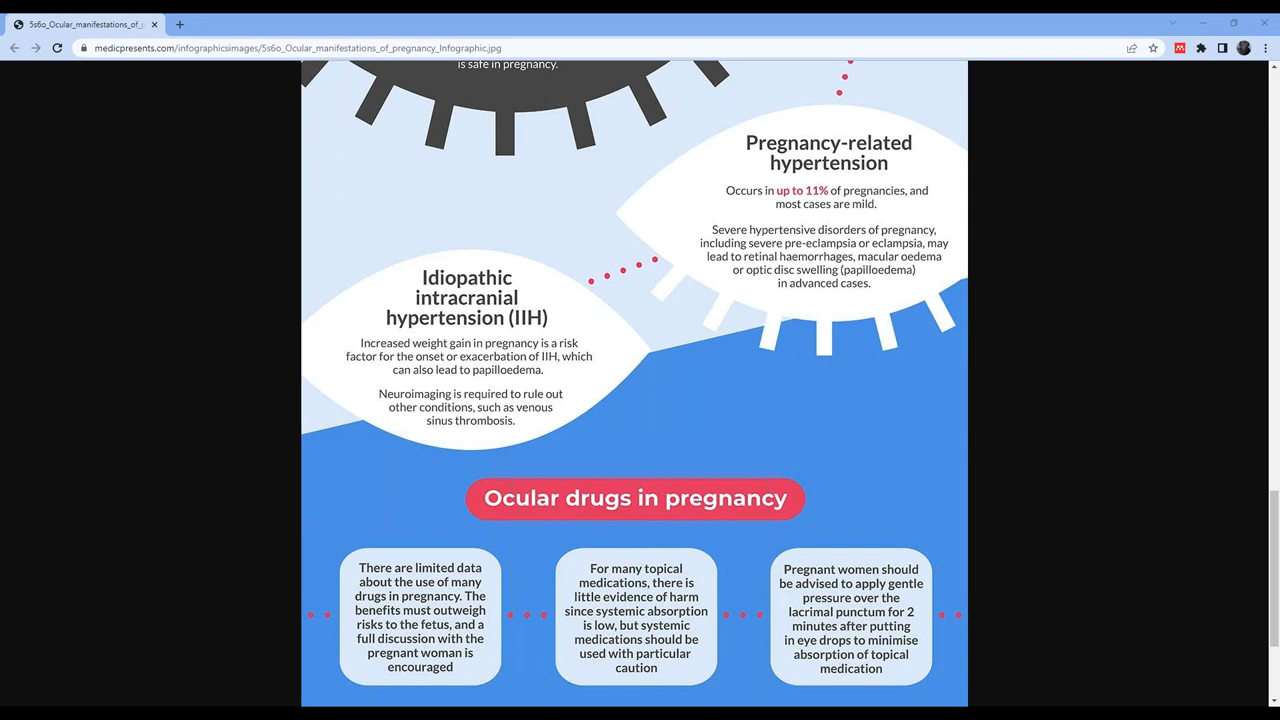 5s6o_Ocular_manifestations_of_p
medicpresents.com/infographicsimages/5s6o_Ocular_manifestations_of_pregnancy_Infographic.jpg
is safe in pregnancy.
Pregnancy-related
hypertension
Occurs in up to 11% of pregnancies, and
most cases are mild.
Severe hypertensive disorders of pregnancy,
including severe pre-eclampsia or eclampsia, may
lead to retinal haemorrhages, macular oedema
or optic disc swelling (papilloedema)
in advanced cases.
Idiopathic
intracranial
hypertension (IIH)
Increased weight gain in pregnancy is a risk
factor for the onset or exacerbation of IIH, which
can also lead to papilloedema.
Neuroimaging is required to rule out
other conditions, such as venous
sinus thrombosis.
Ocular drugs in pregnancy
There are limited data
about the use of many
drugs in pregnancy. The
benefits must outweigh
risks to the fetus, and a
full discussion with the
pregnant woman is
encouraged
For many topical
medications, there is
little evidence of harm
since systemic absorption
is low, but systemic
medications should be
used with particular
caution
Pregnant women should
be advised to apply gentle
pressure over the
lacrimal punctum for 2
minutes after putting
in eye drops to minimise
absorption of topical
medication